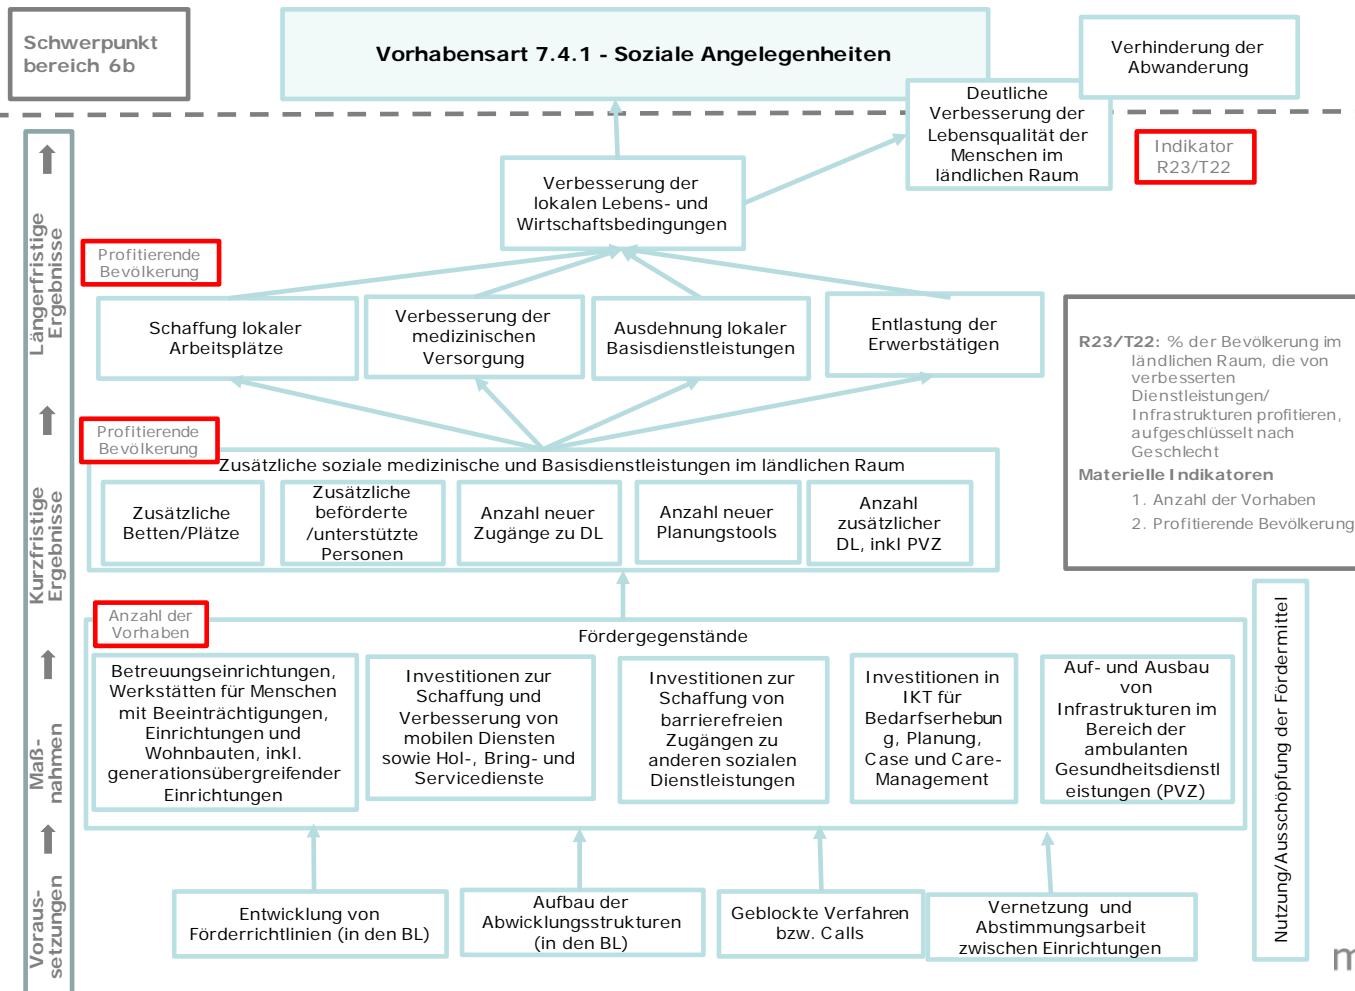 Schwerpunkt
bereich 6b
Vorhabensart 7.4.1 - Soziale Angelegenheiten
Verhinderung der
Abwanderung
Deutliche
Verbesserung der
Lebensqualität der
Menschen im
ländlichen Raum
Indikator
R23/T22
Verbesserung der
lokalen Lebens- und
Wirtschaftsbedingungen
Längerfristige
Ergebnisse
Profitierende
Bevölkerung
Schaffung lokaler
Arbeitsplätze
Verbesserung der
medizinischen
Versorgung
Ausdehnung lokaler
Basisdienstleistungen
Entlastung der
Erwerbstätigen
R23/T22: % der Bevölkerung im
ländlichen Raum, die von
verbesserten
Dienstleistungen/
Infrastrukturen profitieren,
aufgeschlüsselt nach
Geschlecht
Materielle Indikatoren
1. Anzahl der Vorhaben
2. Profitierende Bevölkerung
Kurzfristige
Ergebnisse
Profitierende
Bevölkerung
Zusätzliche soziale medizinische und Basisdienstleistungen im ländlichen Raum
Zusätzliche
Betten/Plätze
Zusätzliche
beförderte
/unterstützte
Personen
Anzahl neuer
Zugänge zu DL
Anzahl neuer
Planungstools
Anzahl
zusätzlicher
DL, inkl PVZ
Maß-
nahmen
Anzahl der
Vorhaben
Fördergegenstände
Betreuungseinrichtungen,
Werkstätten für Menschen
mit Beeinträchtigungen,
Einrichtungen und
Wohnbauten, inkl.
generationsübergreifender
Einrichtungen
Investitionen zur
Schaffung und
Verbesserung von
mobilen Diensten
sowie Hol-, Bring- und
Servicedienste
Investitionen zur
Schaffung von
barrierefreien
Zugängen zu
anderen sozialen
Dienstleistungen
Investitionen in
IKT für
Bedarfserhebun
g, Planung,
Case und Care-
Management
Auf- und Ausbau
von
Infrastrukturen im
Bereich der
ambulanten
Gesundheitsdienstl
eistungen (PVZ)
Nutzung/Ausschöpfung der Fördermittel
Voraus-
setzungen
Entwicklung von
Förderrichtlinien (in den BL)
Aufbau der
Abwicklungsstrukturen
(in den BL)
Geblockte Verfahren
bzw. Calls
Vernetzung und
Abstimmungsarbeit
zwischen Einrichtungen